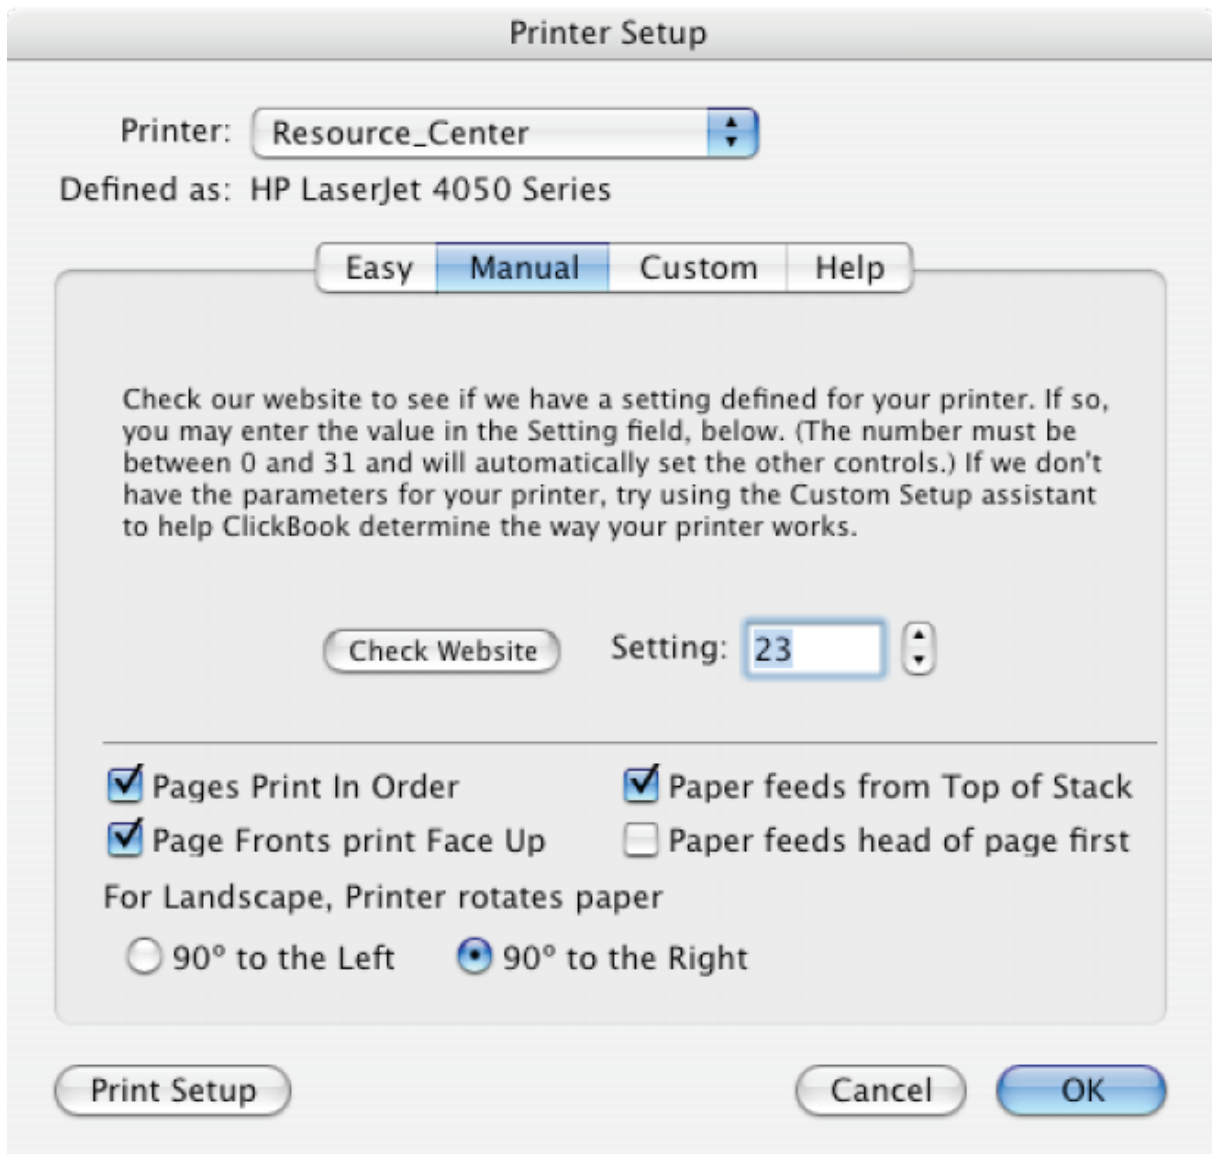 Printer Setup
Printer: Resource_Center
Defined as: HP LaserJet 4050 Series
Easy Manual Custom Help
Check our website to see if we have a setting defined for your printer. If so,
you may enter the value in the Setting field, below. (The number must be
between 0 and 31 and will automatically set the other controls.) If we don't
have the parameters for your printer, try using the Custom Setup assistant
to help ClickBook determine the way your printer works.
Check Website Setting: 23
Pages Print In Order Paper feeds from Top of Stack
Page Fronts print Face Up Paper feeds head of page first
For Landscape, Printer rotates paper
90º to the Left 90º to the Right
Print Setup Cancel OK